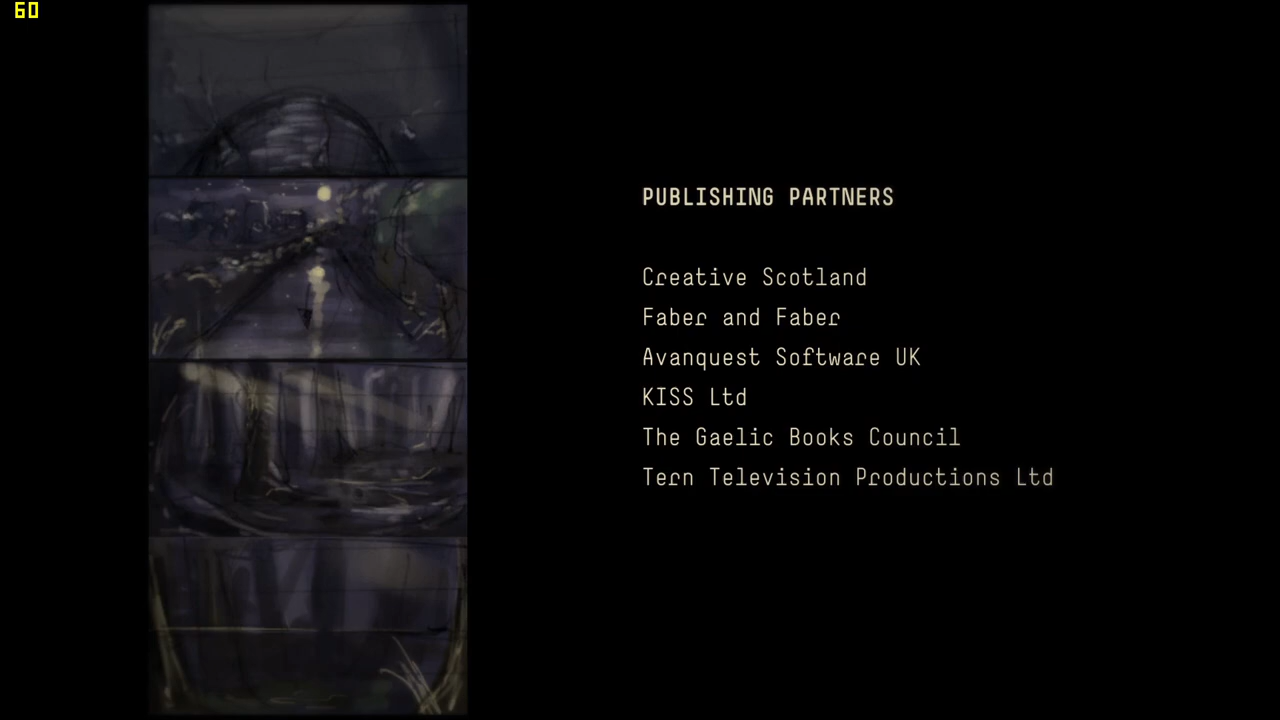 60
PUBLISHING PARTNERS
Creative Scotland
Faber and Faber
Avanquest Software UK
KISS Ltd
The Gaelic Books Council
Tern Television Productions Ltd